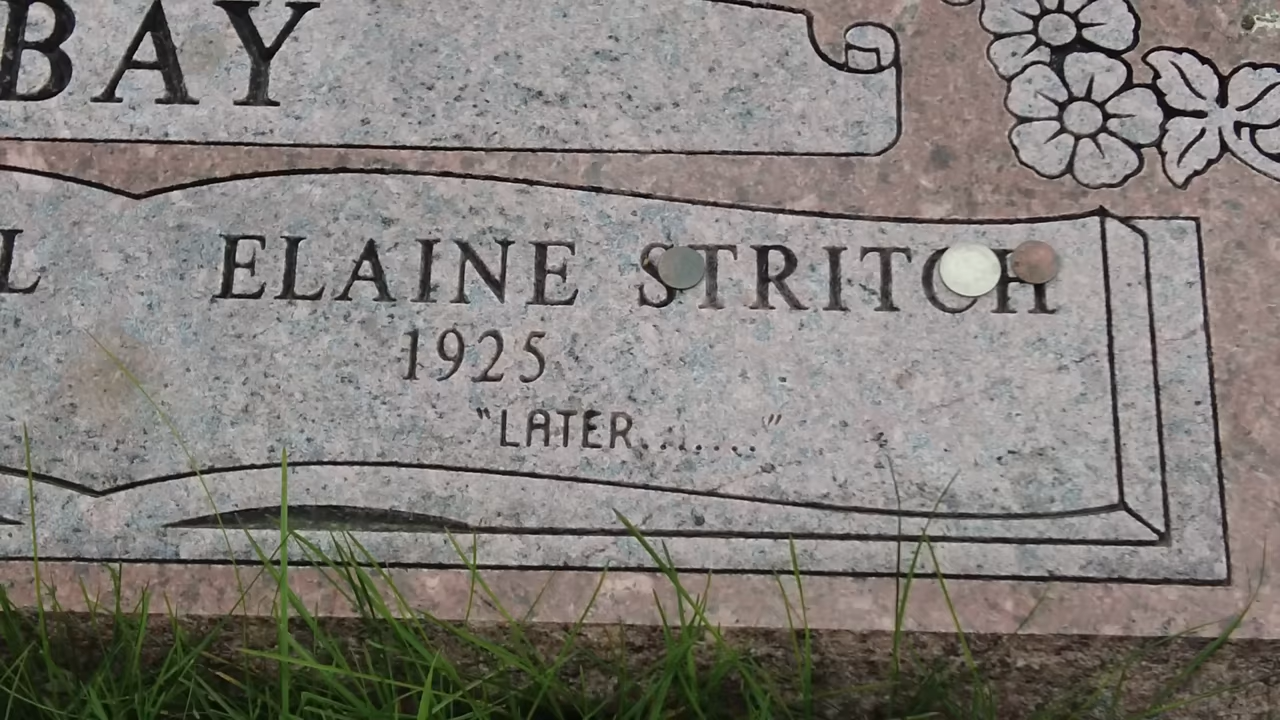 BAY
L ELAINE STRITCH
1925
"LATER......."